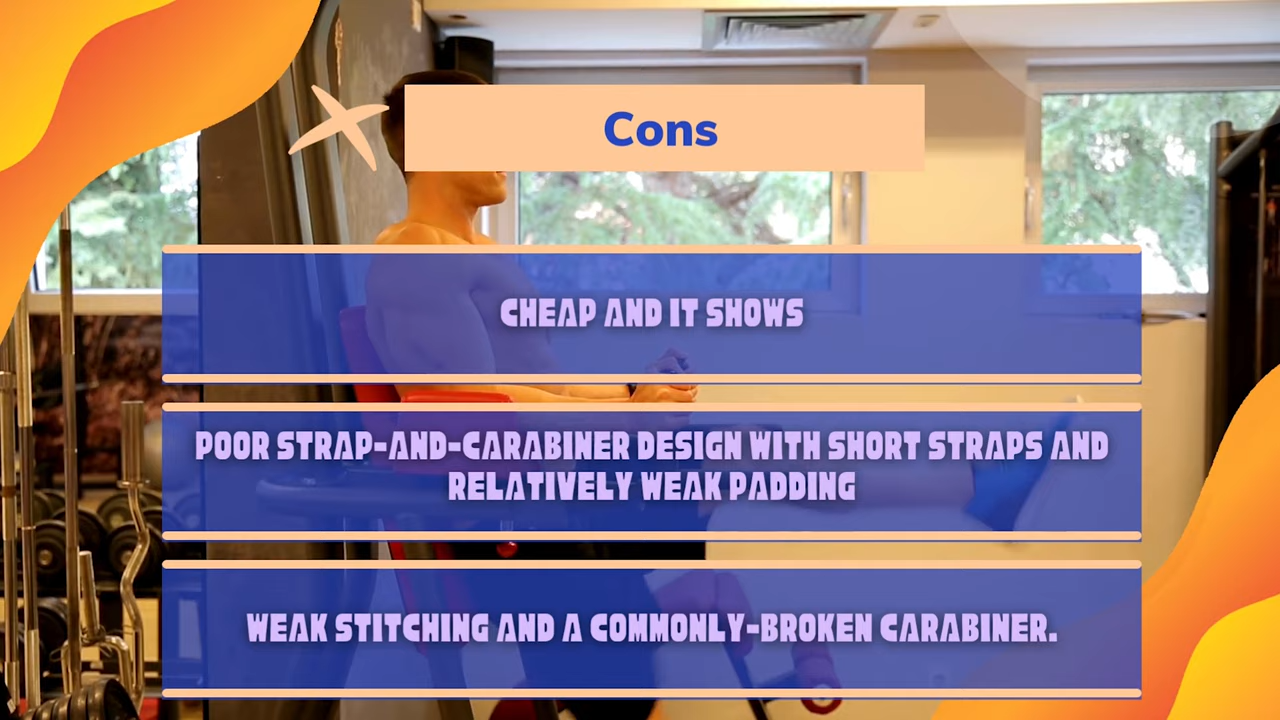 Cons
CHEAP AND IT SHOWS
POOR STRAP-AND-CARABINER DESIGN WITH SHORT STRAPS AND
RELATIVELY WEAK PADDING
WEAK STITCHING AND A COMMONLY-BROKEN CARABINER.